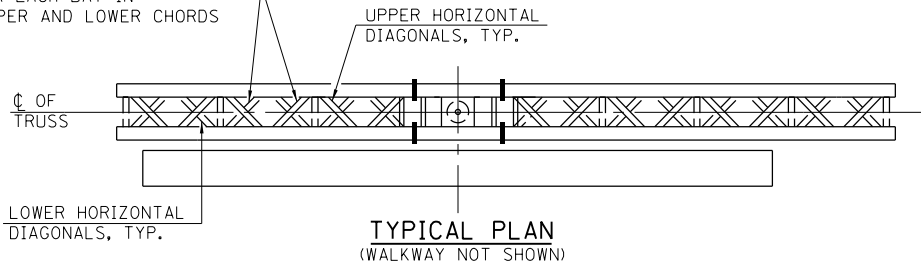 PER AND LOWER CHORDS
UPPER HORIZONTAL
DIAGONALS, TYP.
℄ OF
TRUSS
LOWER HORIZONTAL
DIAGONALS, TYP.
TYPICAL PLAN
(WALKWAY NOT SHOWN)